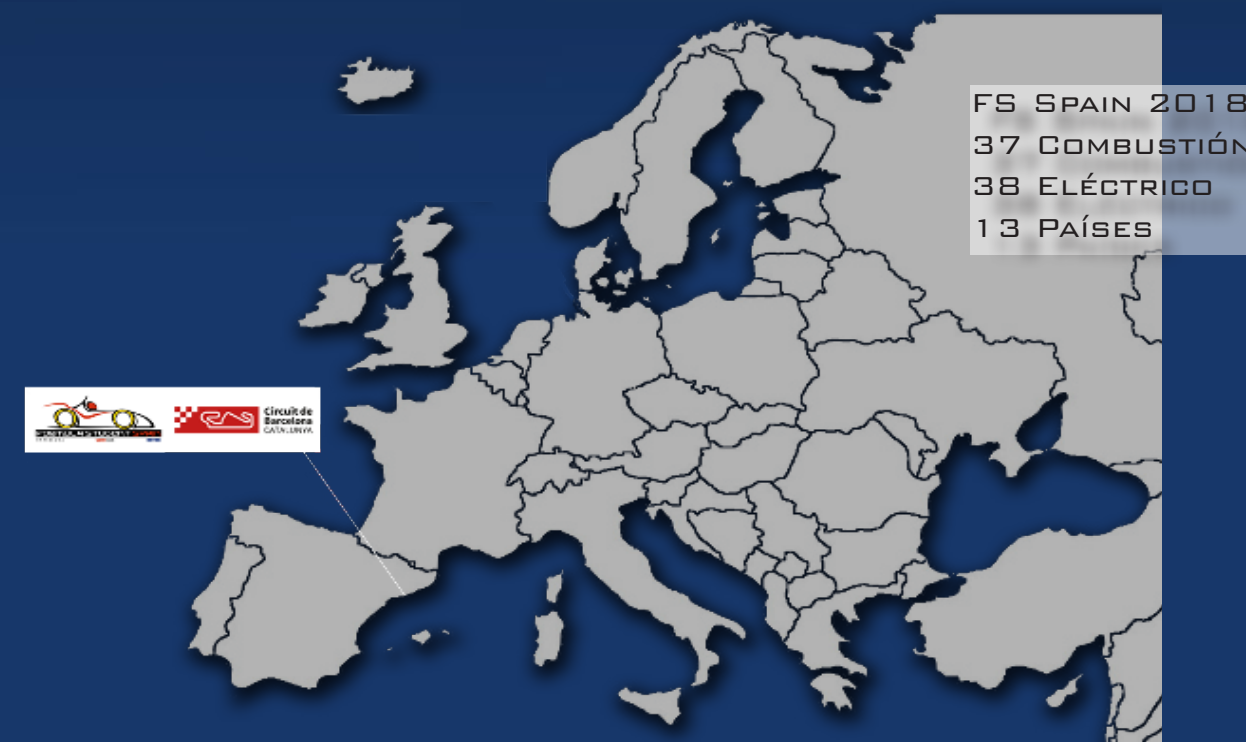 FS SPAIN 2018
37 COMBUSTIÓN
38 ELÉCTRICO
13 PAÍSES
Circuit de
Barcelona
CATALUNYA